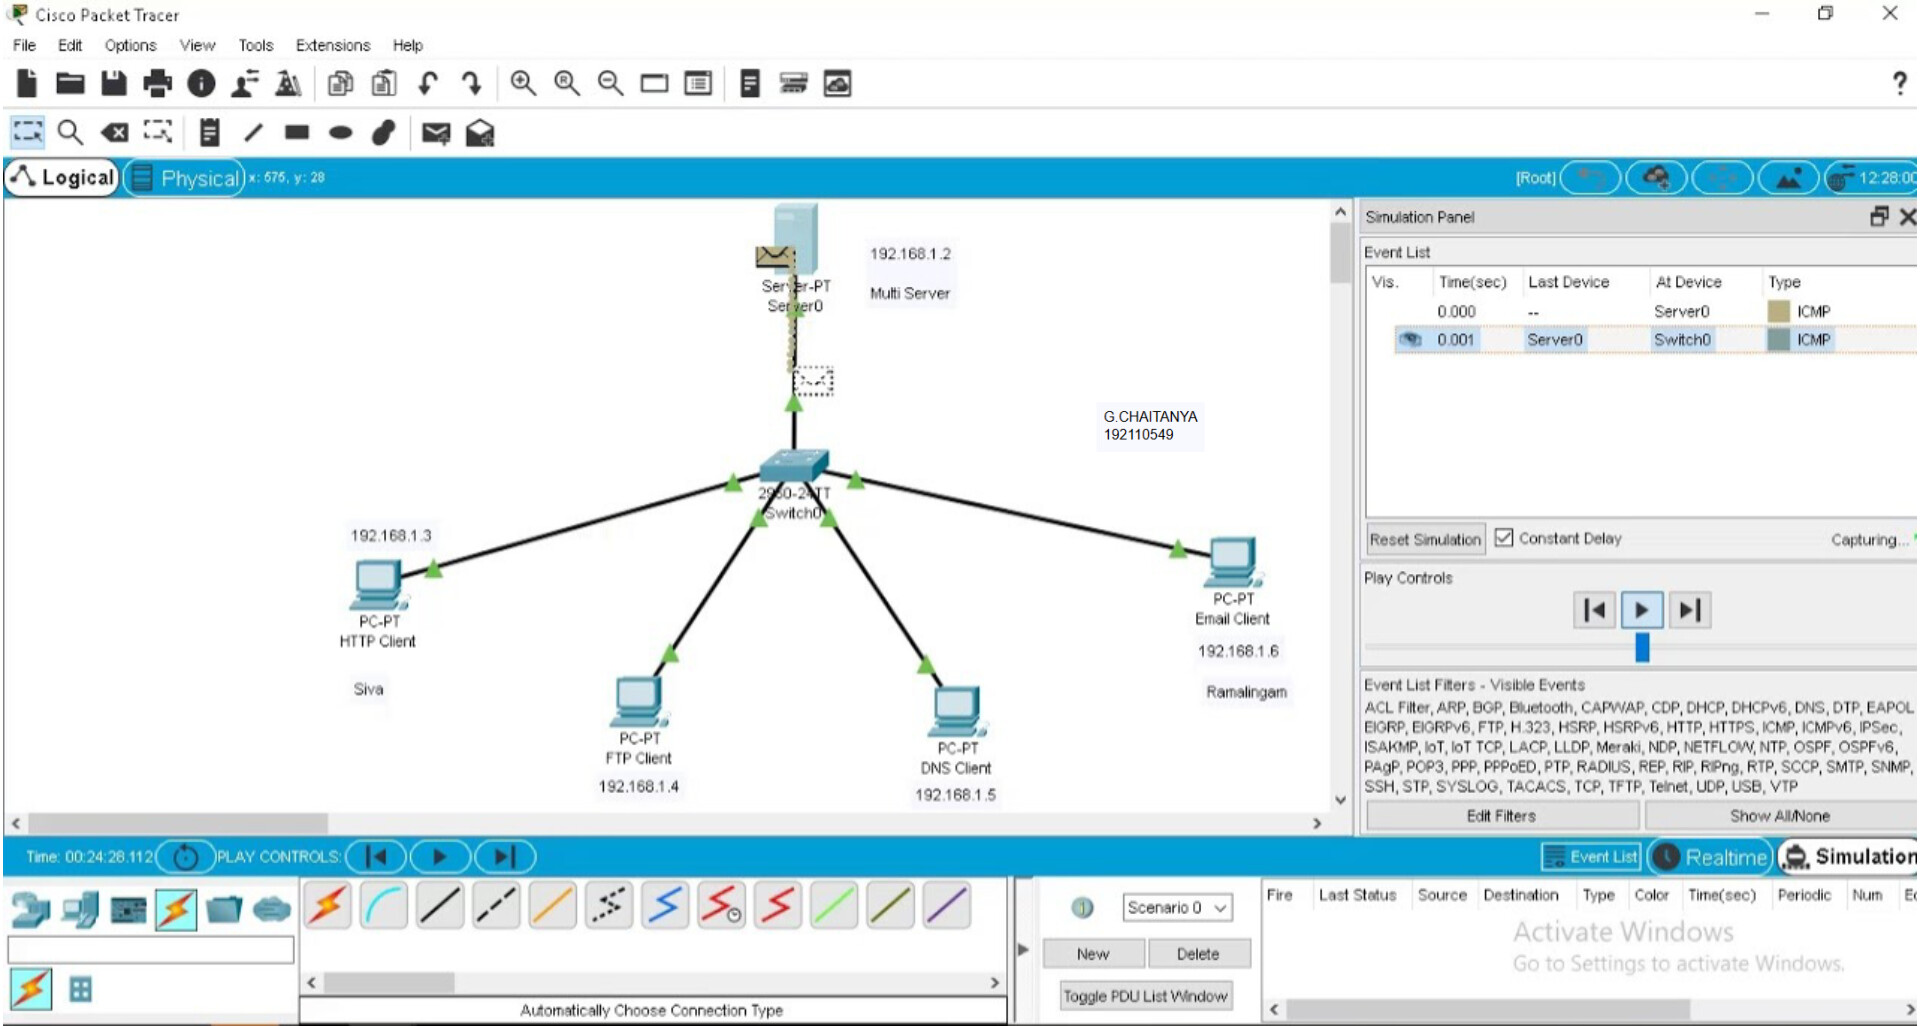 Cisco Packet Tracer
File Edit Options View Tools Extensions Help
?
Logical Physical x: 675, y: 28 [Root] 12:28:00
192.168.1.2
Multi Server
Server-PT
Server0
G.CHAITANYA
192110549
2950-24TT
Switch0
192.168.1.3
PC-PT
HTTP Client
Siva
PC-PT
FTP Client
192.168.1.4
PC-PT
DNS Client
192.168.1.5
PC-PT
Email Client
192.168.1.6
Ramalingam
Simulation Panel
Event List
Vis. Time(sec) Last Device At Device Type
0.000 -- Server0 ICMP
0.001 Server0 Switch0 ICMP
Reset Simulation Constant Delay Capturing...
Play Controls
Event List Filters - Visible Events
ACL Filter, ARP, BGP, Bluetooth, CAPWAP, CDP, DHCP, DHCPv6, DNS, DTP, EAPOL
EIGRP, EIGRPv6, FTP, H.323, HSRP, HSRPv6, HTTP, HTTPS, ICMP, ICMPv6, IPSec,
ISAKMP, IoT, IoT TCP, LACP, LLDP, Meraki, NDP, NETFLOW, NTP, OSPF, OSPFv6,
PAgP, POP3, PPP, PPPoED, PTP, RADIUS, REP, RIP, RIPng, RTP, SCCP, SMTP, SNMP,
SSH, STP, SYSLOG, TACACS, TCP, TFTP, Telnet, UDP, USB, VTP
Edit Filters Show All/None
Time: 00:24:28.112 PLAY CONTROLS: Event List Realtime Simulation
Automatically Choose Connection Type
Scenario 0
New Delete
Toggle PDU List Window
Fire Last Status Source Destination Type Color Time(sec) Periodic Num
Activate Windows
Go to Settings to activate Windows.